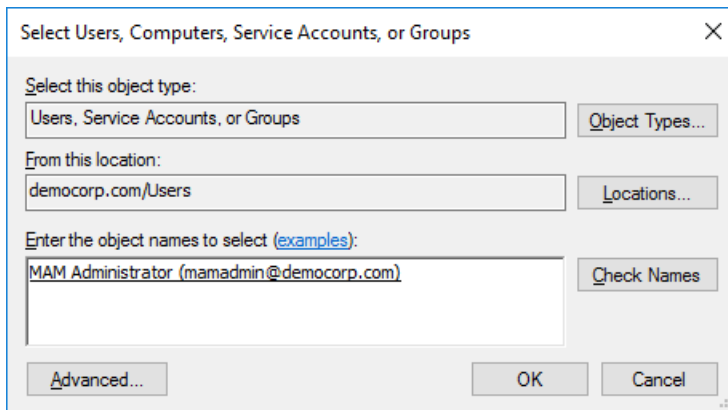 Select Users, Computers, Service Accounts, or Groups
Select this object type:
Users, Service Accounts, or Groups
Object Types...
From this location:
democorp.com/Users
Locations...
Enter the object names to select (examples):
MAM Administrator (mamadmin@democorp.com)
Check Names
Advanced...
OK
Cancel